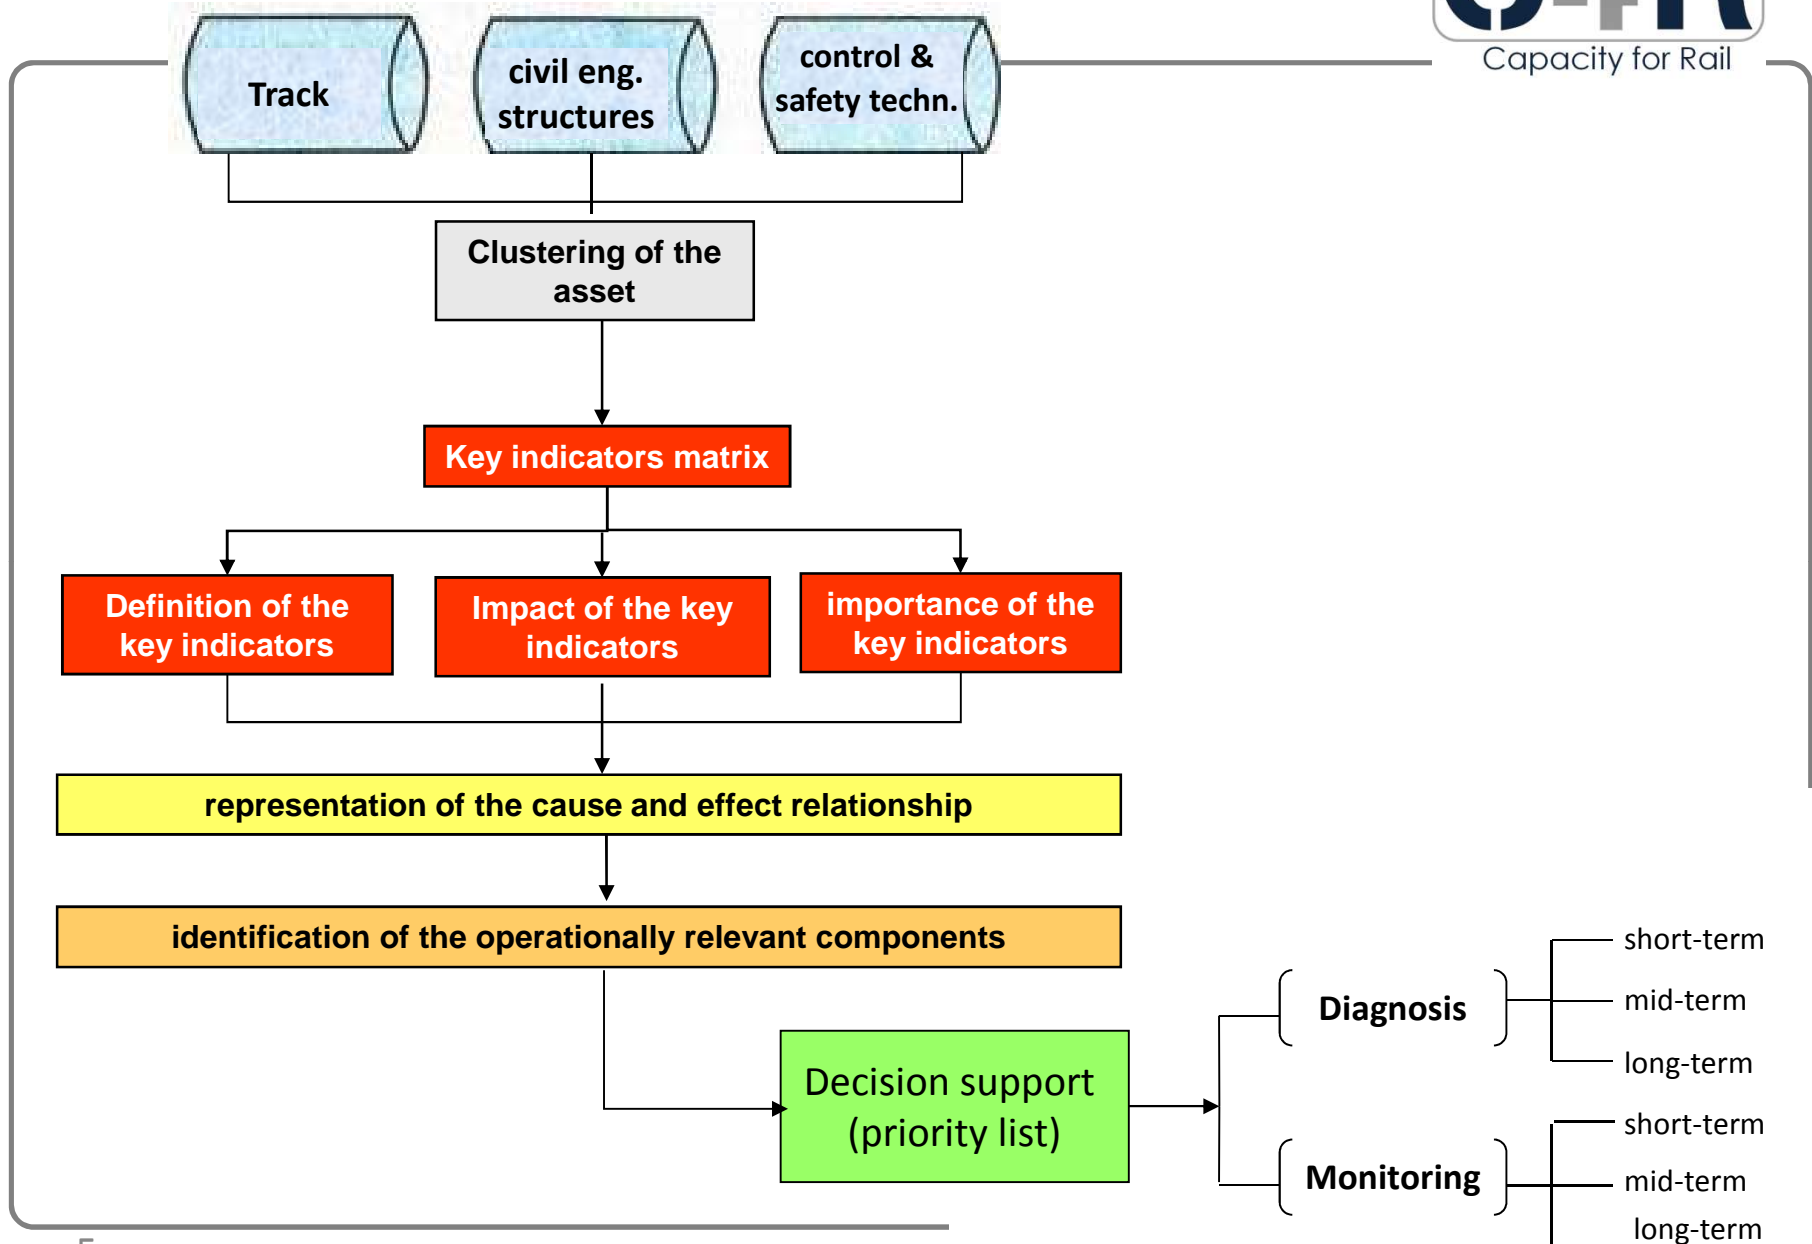 Capacity for Rail
Track
civil eng.
structures
control &
safety techn.
Clustering of the
asset
Key indicators matrix
Definition of the
key indicators
Impact of the key
indicators
importance of the
key indicators
representation of the cause and effect relationship
identification of the operationally relevant components
Decision support
(priority list)
Diagnosis
short-term
mid-term
long-term
Monitoring
short-term
mid-term
long-term